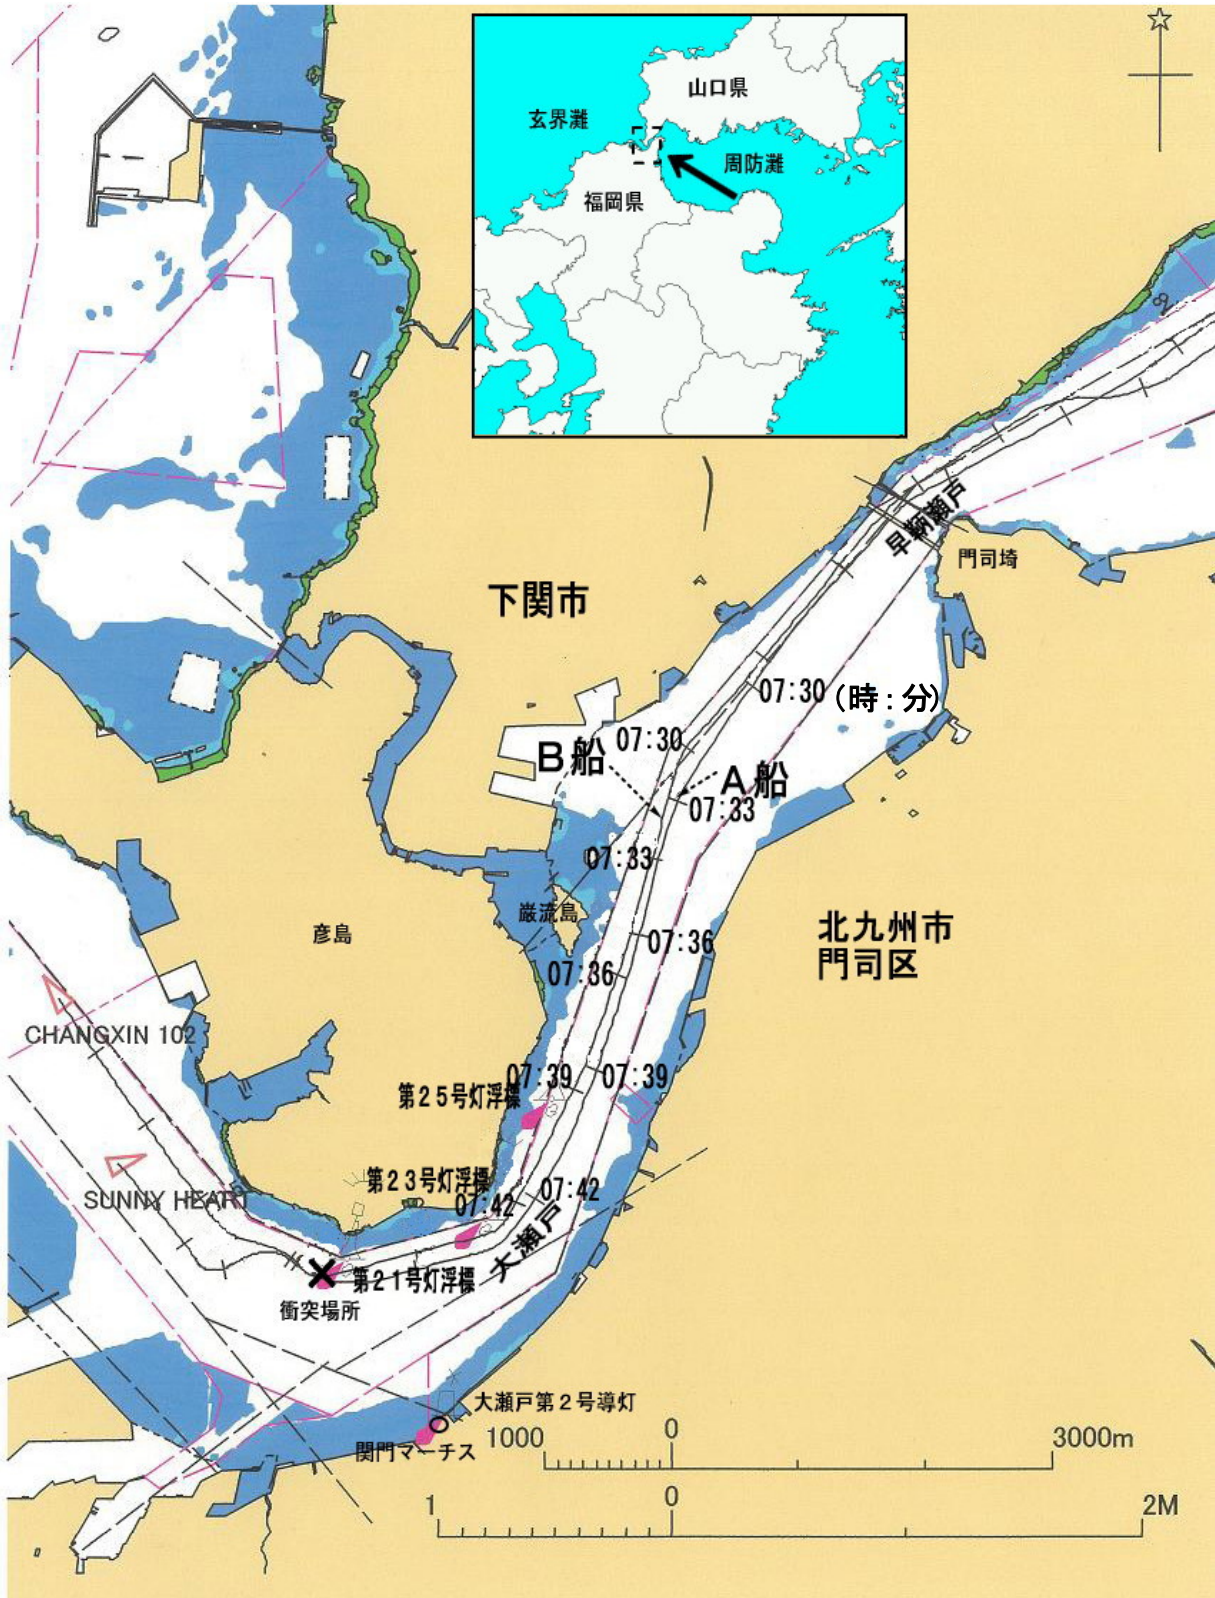 山口県
玄界灘
周防灘
福岡県
早鞆瀬戸
門司埼
下関市
07:30 (時:分)
B船
07:30
A船
07:33
07:33
巌流島
彦島
北九州市
門司区
07:36
07:36
CHANGXIN 102
07:39
07:39
第25号灯浮標
第23号灯浮標
07:42
07:42
SUNNY HEART
大瀬戸
第21号灯浮標
衝突場所
大瀬戸第2号導灯
関門マーチス
1000
0
3000m
1
0
2M